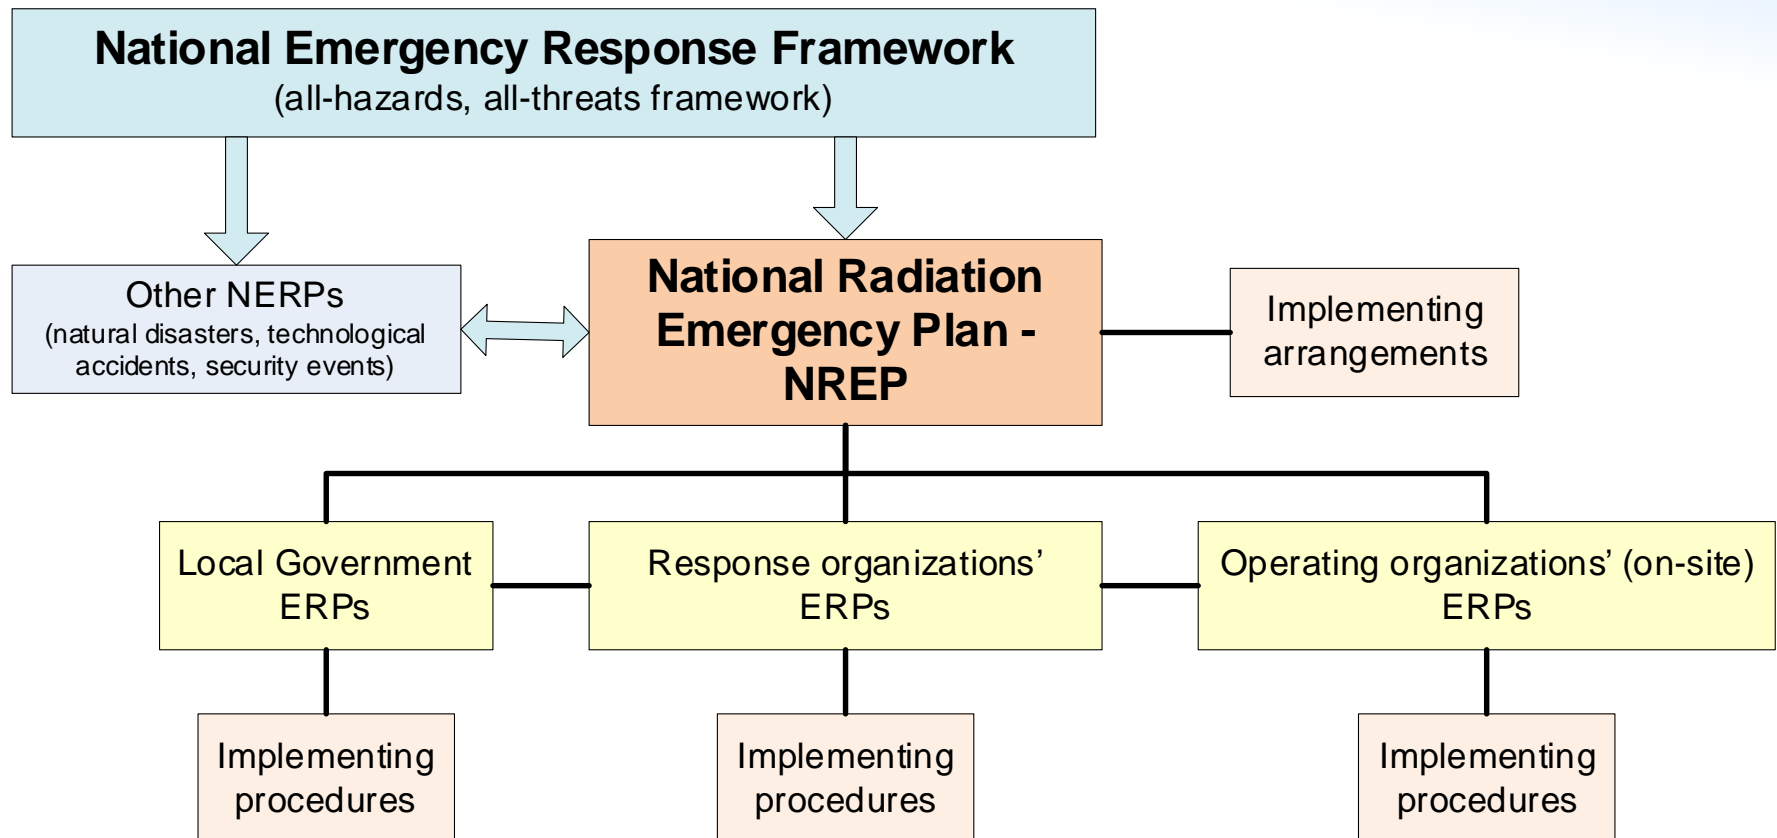 National Emergency Response Framework
(all-hazards, all-threats framework)
Other NERPs
(natural disasters, technological
accidents, security events)
National Radiation
Emergency Plan -
NREP
Implementing
arrangements
Local Government
ERPs
Response organizations’
ERPs
Operating organizations’ (on-site)
ERPs
Implementing
procedures
Implementing
procedures
Implementing
procedures